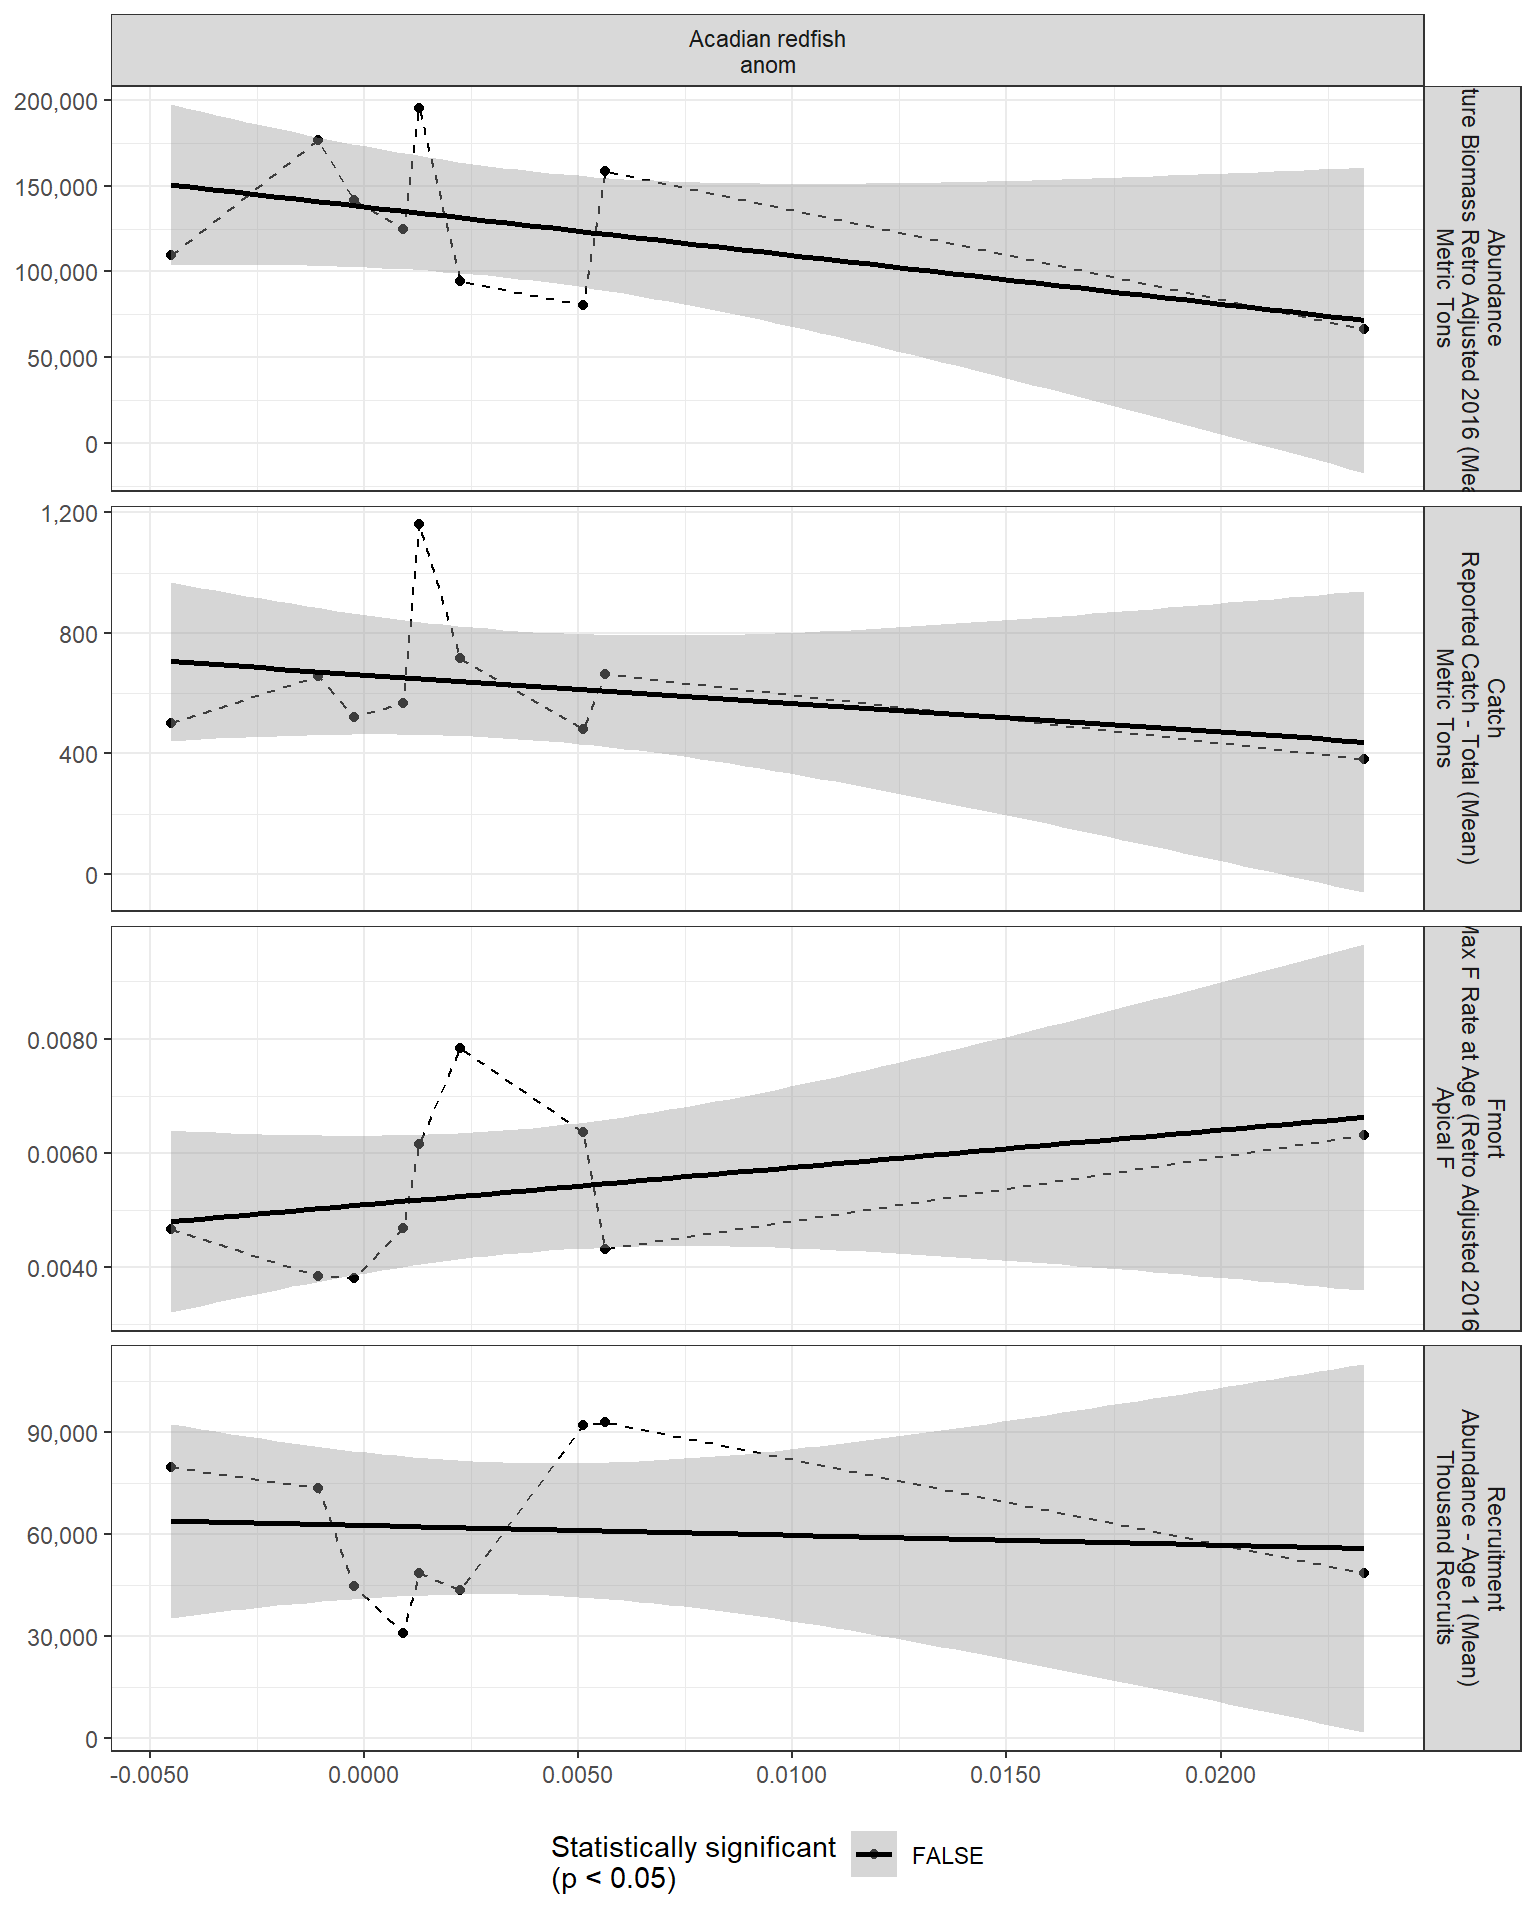 Acadian redfish
anom
200,000
150,000
100,000
50,000
0
Abundance
Biomass Retro Adjusted 2016
Metric Tons
1,200
800
400
0
Catch
Reported Catch - Total (Mean)
Metric Tons
0.0080
0.0060
0.0040
Fmort
F Rate at Age (Retro Adjusted 2016
Apical F
90,000
60,000
30,000
0
Recruitment
Abundance - Age 1 (Mean)
Thousand Recruits
-0.0050 0.0000 0.0050 0.0100 0.0150 0.0200
Statistically significant
(p < 0.05)
FALSE